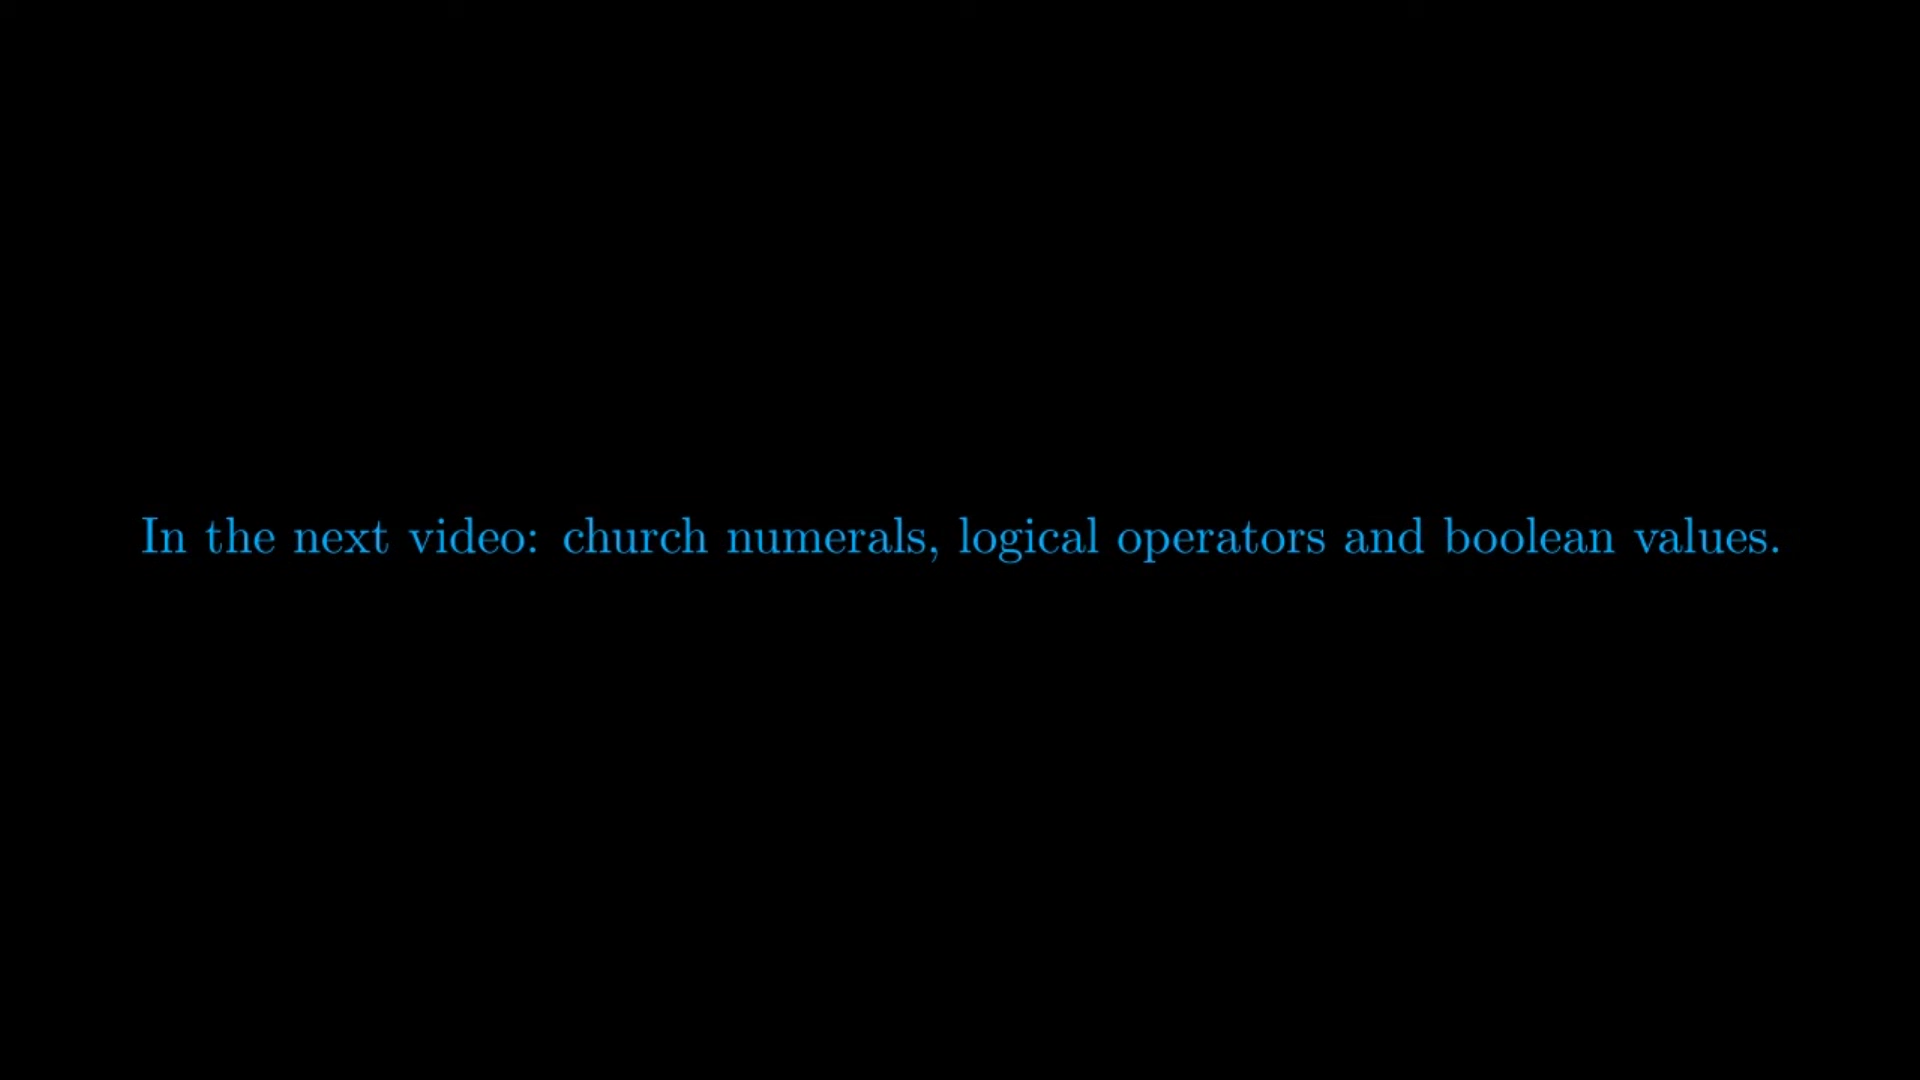 In the next video: church numerals, logical operators and boolean values.